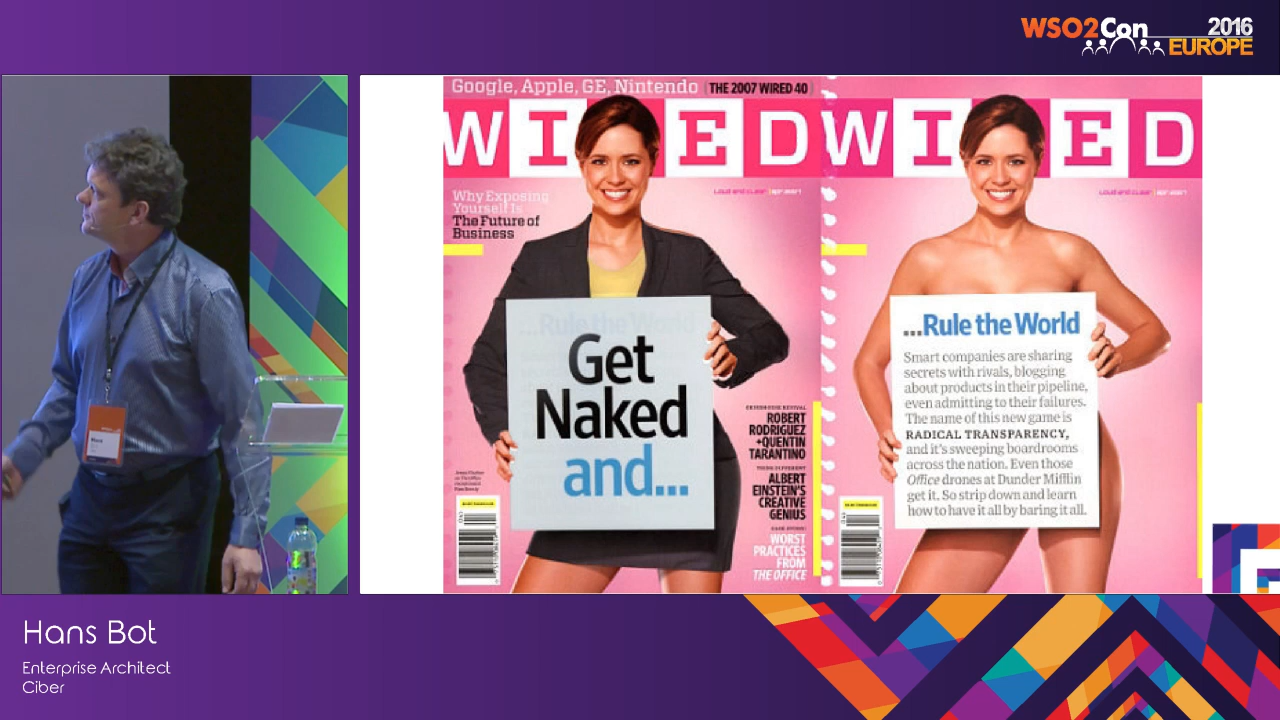 WSO2Con 2016
EUROPE
Google, Apple, GE, Nintendo | THE 2007 WIRED 40
WIRED
Why Exposing
Yourself Is
The Future of
Business
...Rule the World
Get
Naked
and...
ROBERT
RODRIGUEZ
+QUENTIN
TARANTINO
ALBERT
EINSTEIN'S
CREATIVE
GENIUS
WORST
PRACTICES
FROM
THE OFFICE
WIRED
...Rule the World
Smart companies are sharing
secrets with rivals, blogging
about products in their pipeline,
even admitting to their failures.
The name of this new game is
RADICAL TRANSPARENCY,
and it's sweeping boardrooms
across the nation. Even those
Office drones at Dunder Mifflin
get it. So strip down and learn
how to have it all by baring it all.
Hans Bot
Enterprise Architect
Ciber